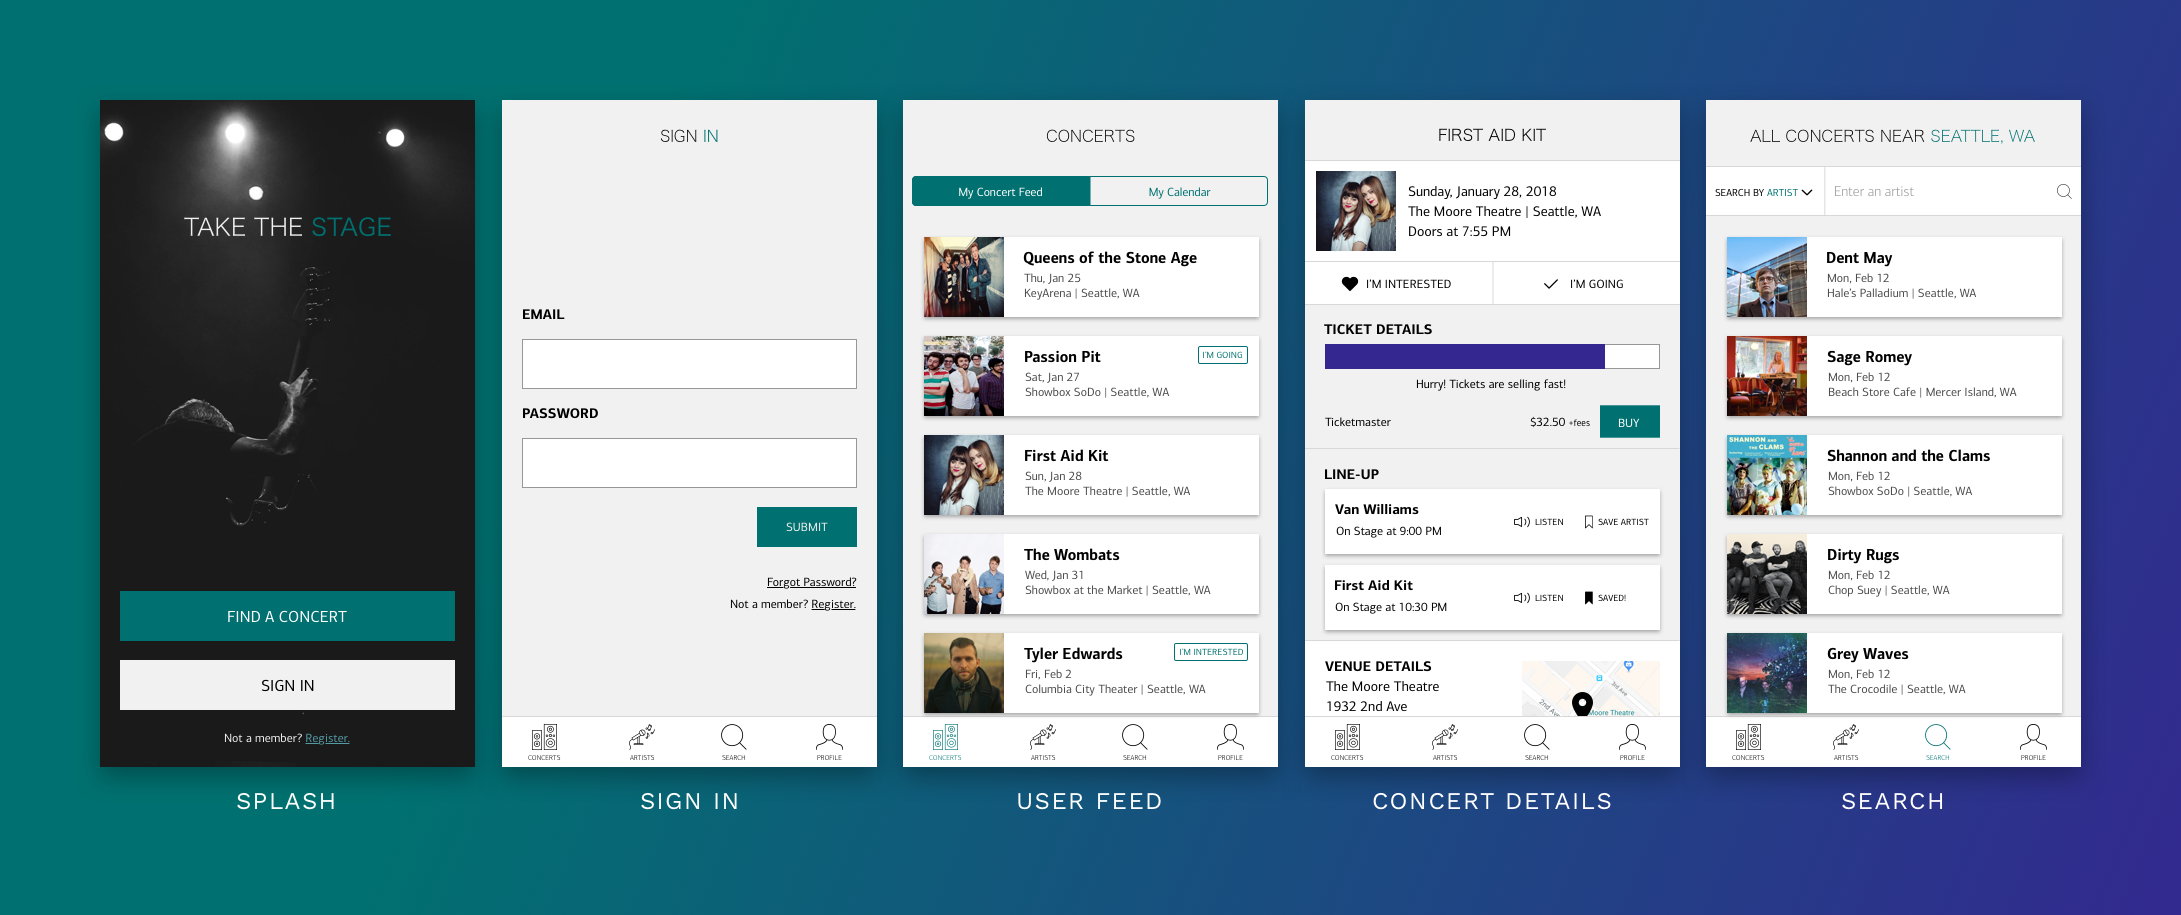 TAKE THE STAGE
FIND A CONCERT
SIGN IN
Not a member? Register.
SPLASH
SIGN IN
EMAIL
PASSWORD
SUBMIT
Forgot Password?
Not a member? Register.
CONCERTS
ARTISTS
SEARCH
PROFILE
SIGN IN
CONCERTS
My Concert Feed
My Calendar
Queens of the Stone Age
Thu, Jan 25
KeyArena | Seattle, WA
Passion Pit
I'M GOING
Sat, Jan 27
Showbox SoDo | Seattle, WA
First Aid Kit
Sun, Jan 28
The Moore Theatre | Seattle, WA
The Wombats
Wed, Jan 31
Showbox at the Market | Seattle, WA
Tyler Edwards
I'M INTERESTED
Fri, Feb 2
Columbia City Theater | Seattle, WA
CONCERTS
ARTISTS
SEARCH
PROFILE
USER FEED
FIRST AID KIT
Sunday, January 28, 2018
The Moore Theatre | Seattle, WA
Doors at 7:55 PM
I'M INTERESTED
I'M GOING
TICKET DETAILS
Hurry! Tickets are selling fast!
Ticketmaster
$32.50 +fees
BUY
LINE-UP
Van Williams
On Stage at 9:00 PM
LISTEN
SAVE ARTIST
First Aid Kit
On Stage at 10:30 PM
LISTEN
SAVED!
VENUE DETAILS
The Moore Theatre
1932 2nd Ave
3rd Ave
2nd Ave
Moore Theatre
CONCERTS
ARTISTS
SEARCH
PROFILE
CONCERT DETAILS
ALL CONCERTS NEAR SEATTLE, WA
SEARCH BY ARTIST
Enter an artist
Dent May
Mon, Feb 12
Hale's Palladium | Seattle, WA
Sage Romey
Mon, Feb 12
Beach Store Cafe | Mercer Island, WA
SHANNON AND
THE CLAMS
Shannon and the Clams
Mon, Feb 12
Showbox SoDo | Seattle, WA
Dirty Rugs
Mon, Feb 12
Chop Suey | Seattle, WA
Grey Waves
Mon, Feb 12
The Crocodile | Seattle, WA
CONCERTS
ARTISTS
SEARCH
PROFILE
SEARCH